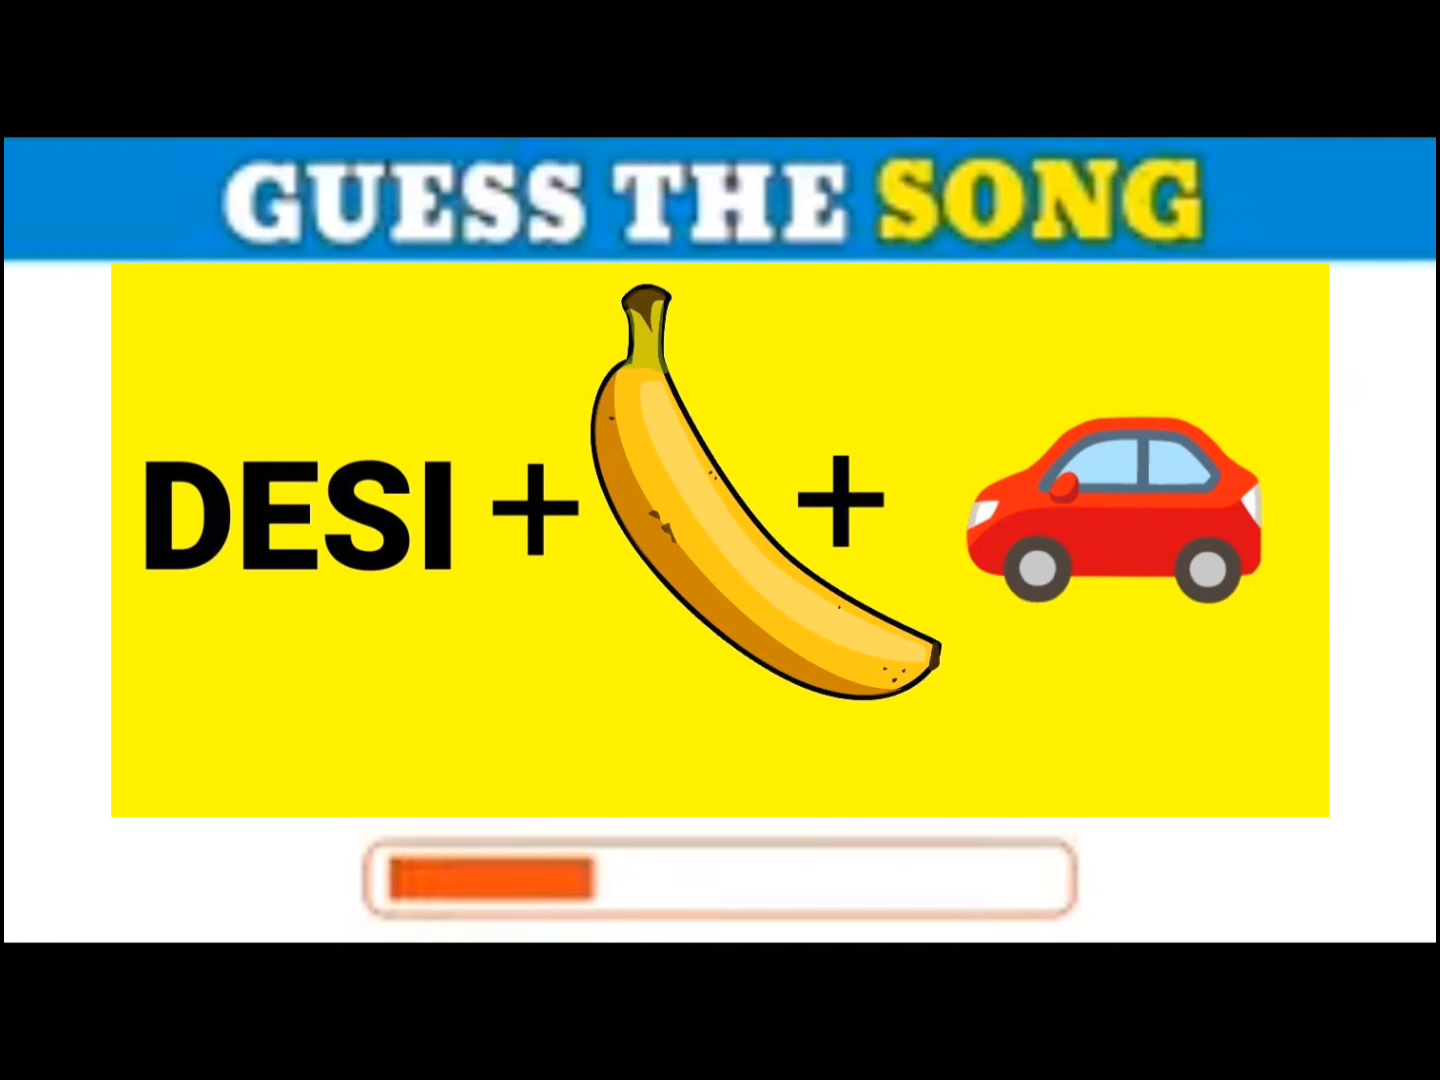 GUESS THE SONG
DESI + +